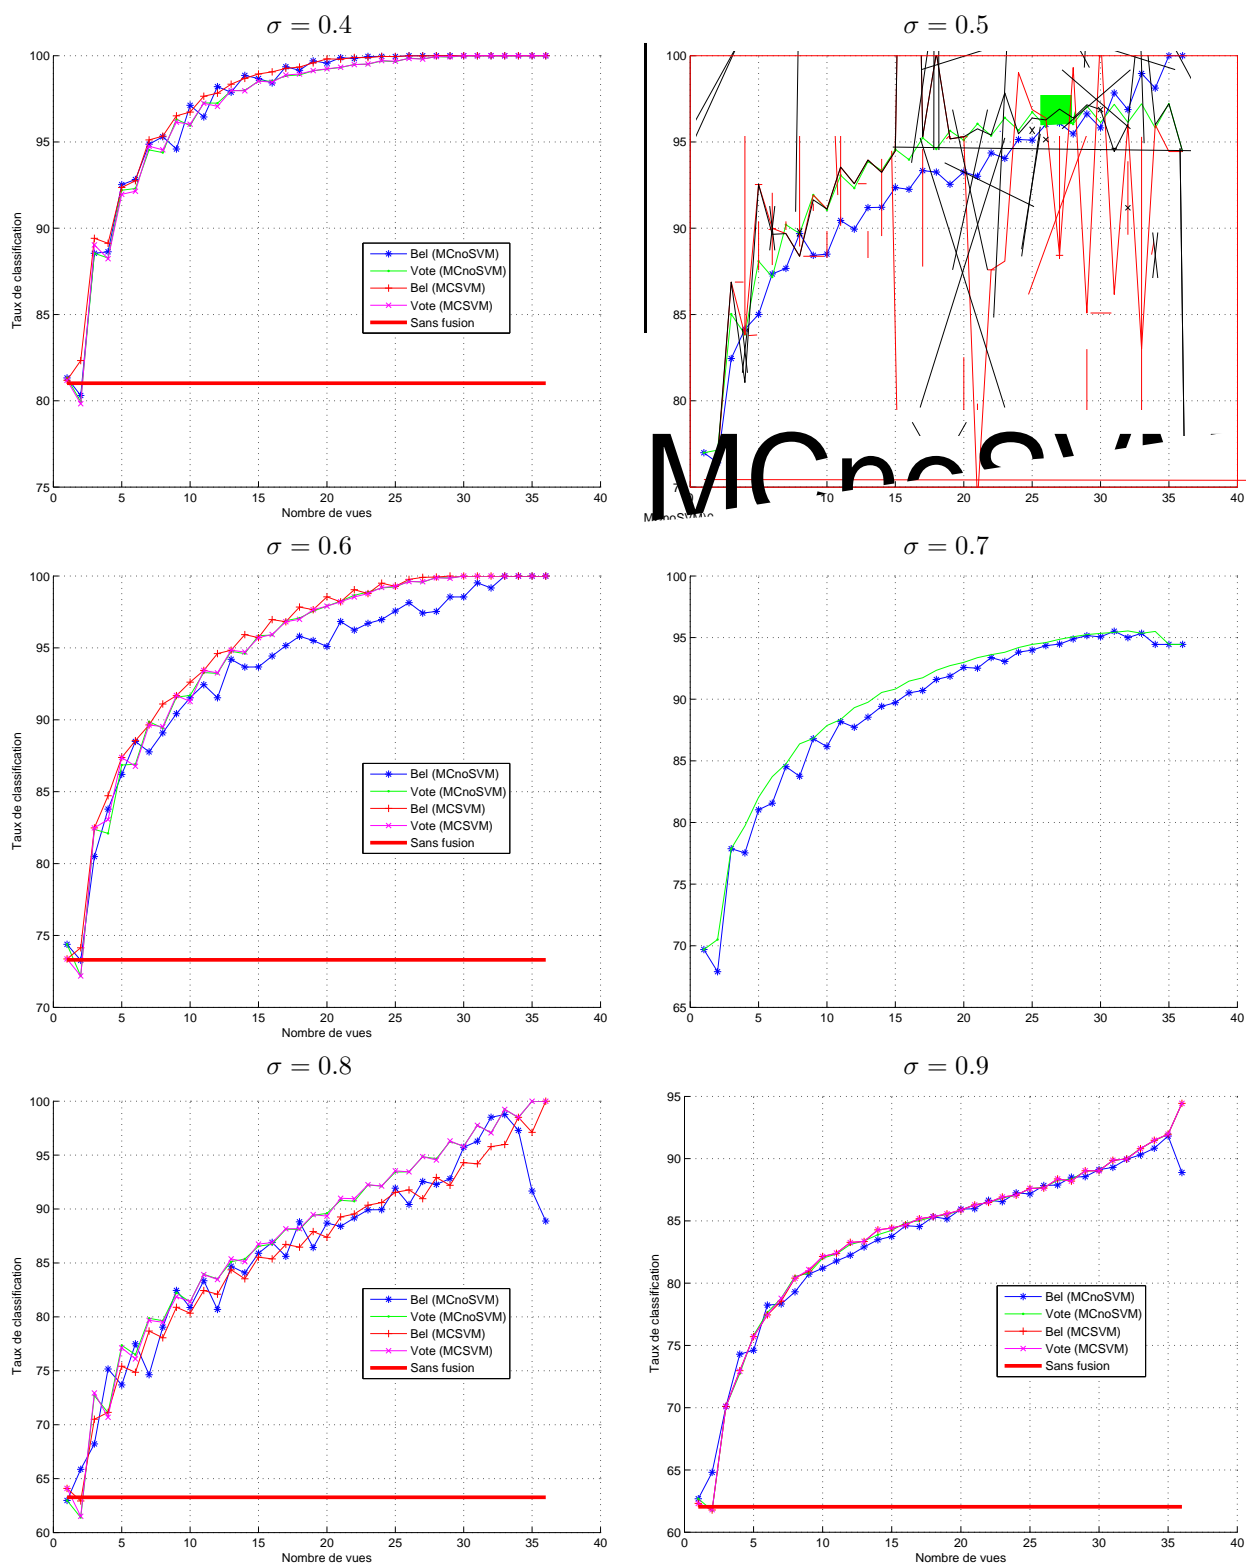 σ = 0.4
σ = 0.5
100
95
90
85
80
75
0 5 10 15 20 25 30 35 40
Taux de classification
Nombre de vues
Bel (MCnoSVM)
Vote (MCnoSVM)
Bel (MCSVM)
Vote (MCSVM)
Sans fusion
100
95
90
85
80
0 5 10 15 20 25 30 35 40
MCnoSVM
σ = 0.6
σ = 0.7
100
95
90
85
80
75
70
0 5 10 15 20 25 30 35 40
Taux de classification
Nombre de vues
Bel (MCnoSVM)
Vote (MCnoSVM)
Bel (MCSVM)
Vote (MCSVM)
Sans fusion
100
95
90
85
80
75
70
65
0 5 10 15 20 25 30 35 40
σ = 0.8
σ = 0.9
100
95
90
85
80
75
70
65
60
0 5 10 15 20 25 30 35 40
Taux de classification
Nombre de vues
Bel (MCnoSVM)
Vote (MCnoSVM)
Bel (MCSVM)
Vote (MCSVM)
Sans fusion
95
90
85
80
75
70
65
60
0 5 10 15 20 25 30 35 40
Taux de classification
Nombre de vues
Bel (MCnoSVM)
Vote (MCnoSVM)
Bel (MCSVM)
Vote (MCSVM)
Sans fusion